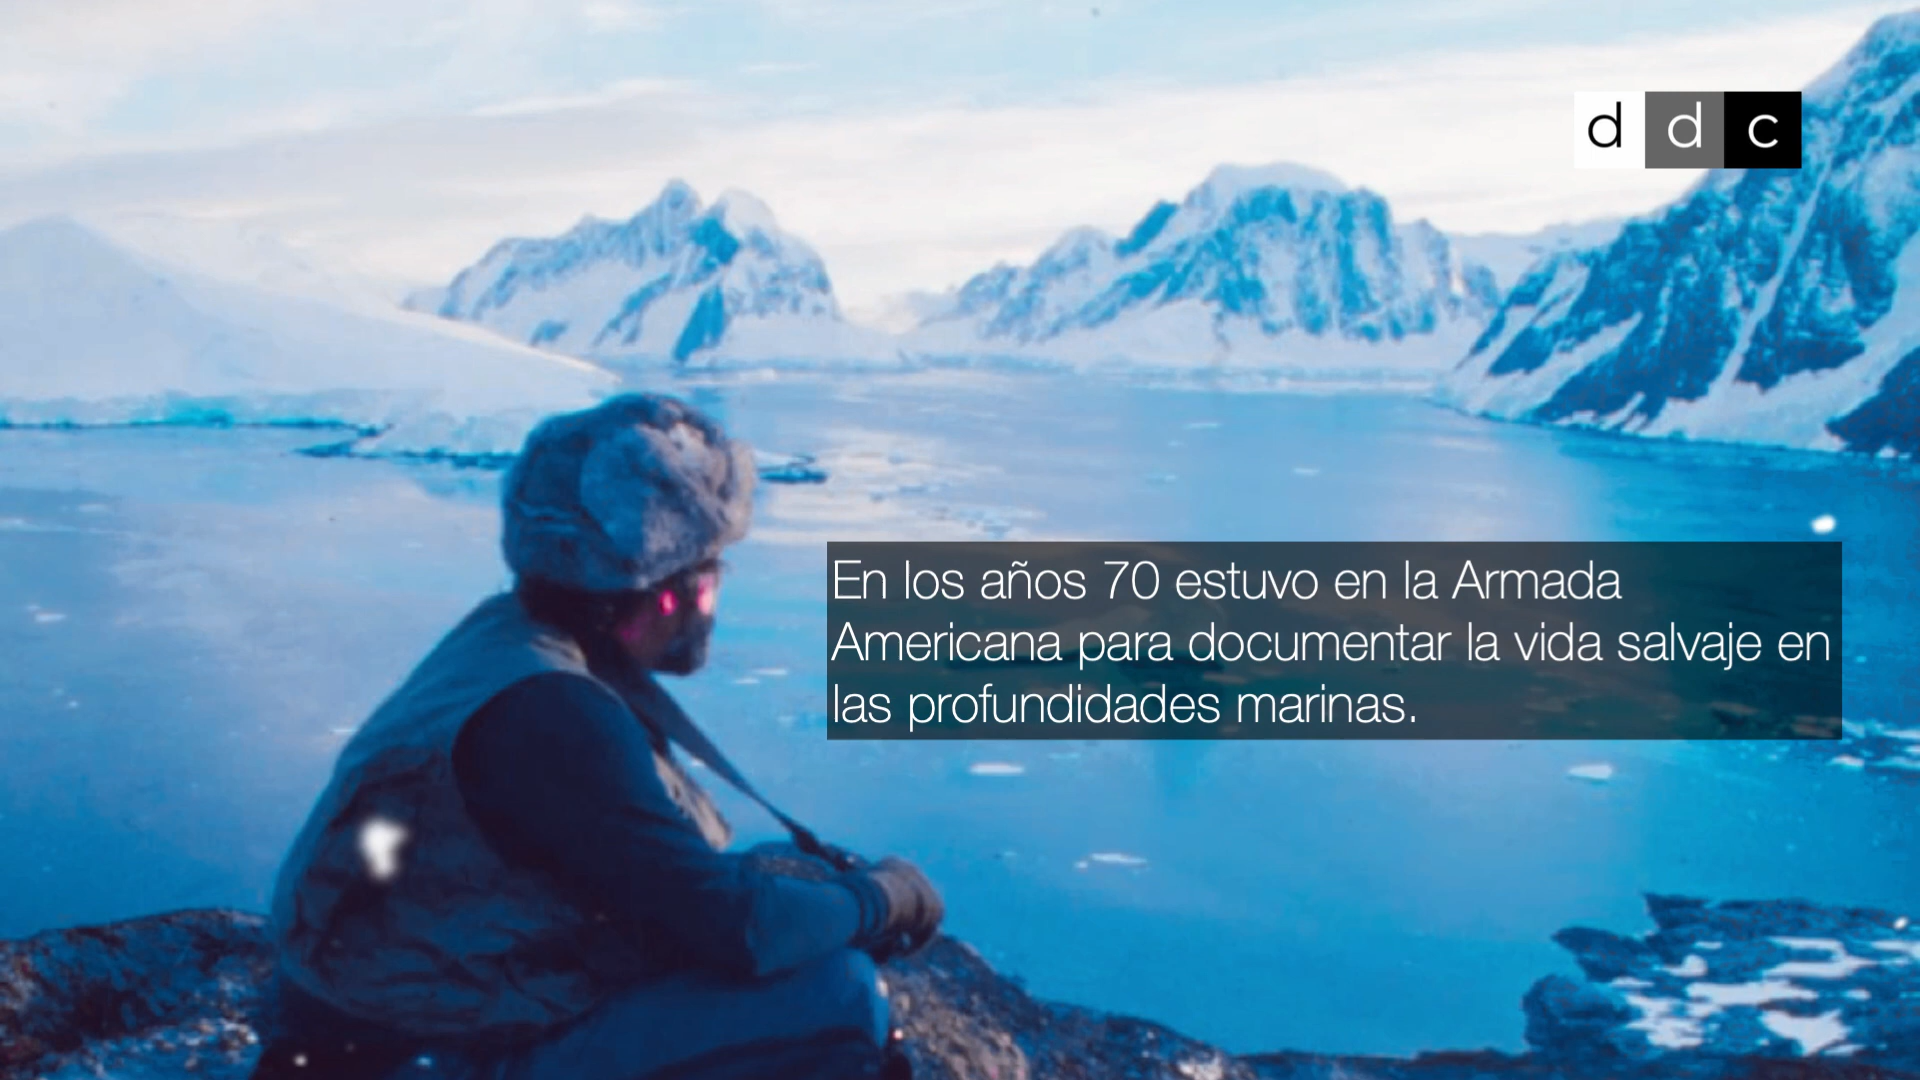 d d c
En los años 70 estuvo en la Armada
Americana para documentar la vida salvaje en
las profundidades marinas.